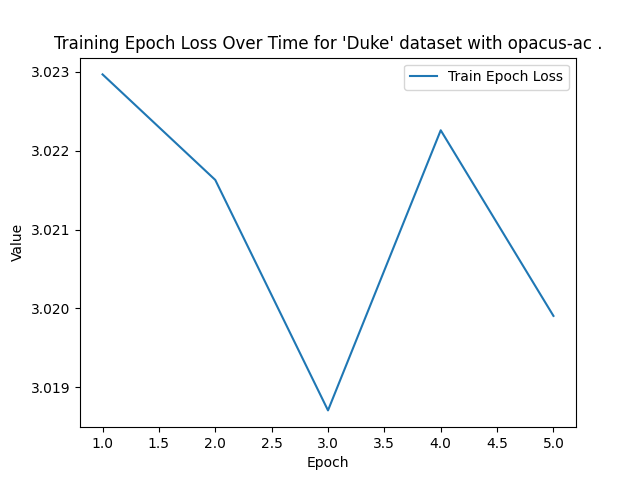 Training Epoch Loss Over Time for 'Duke' dataset with opacus-ac .
Train Epoch Loss
3.023
3.022
3.021
3.020
3.019
Value
1.0 1.5 2.0 2.5 3.0 3.5 4.0 4.5 5.0
Epoch